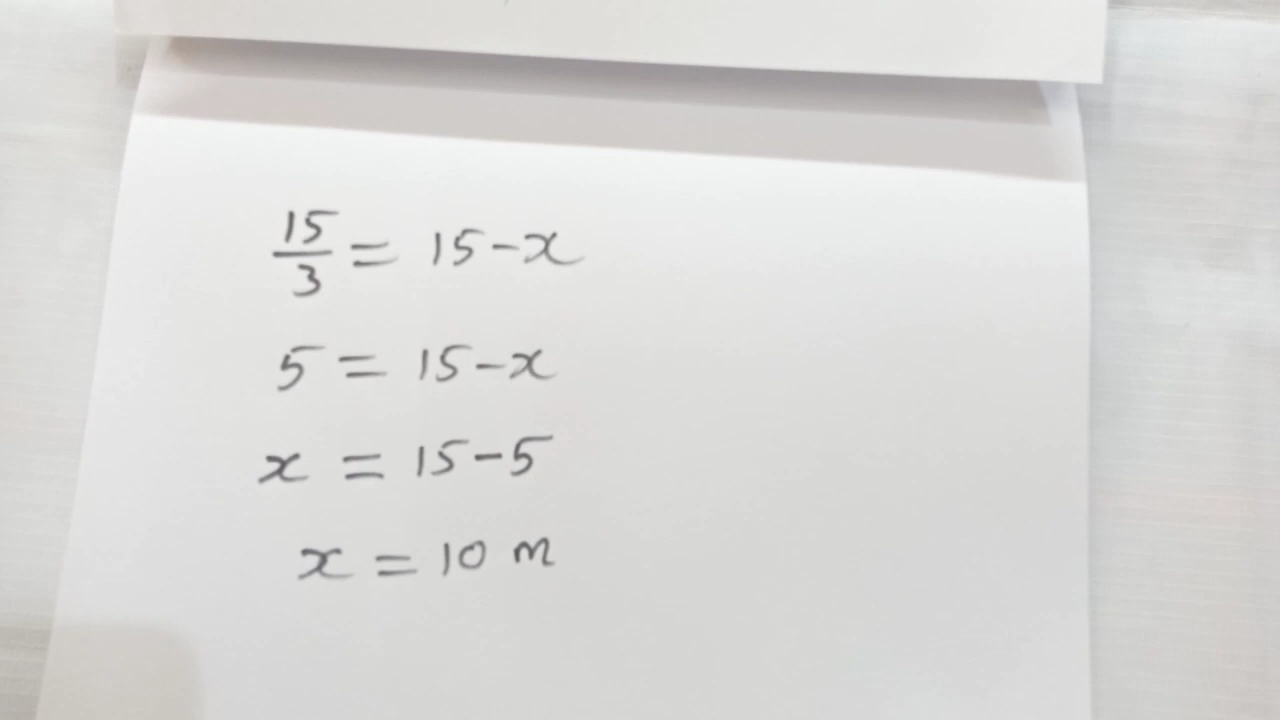 15/3 = 15-x
5 = 15-x
x = 15-5
x = 10 m